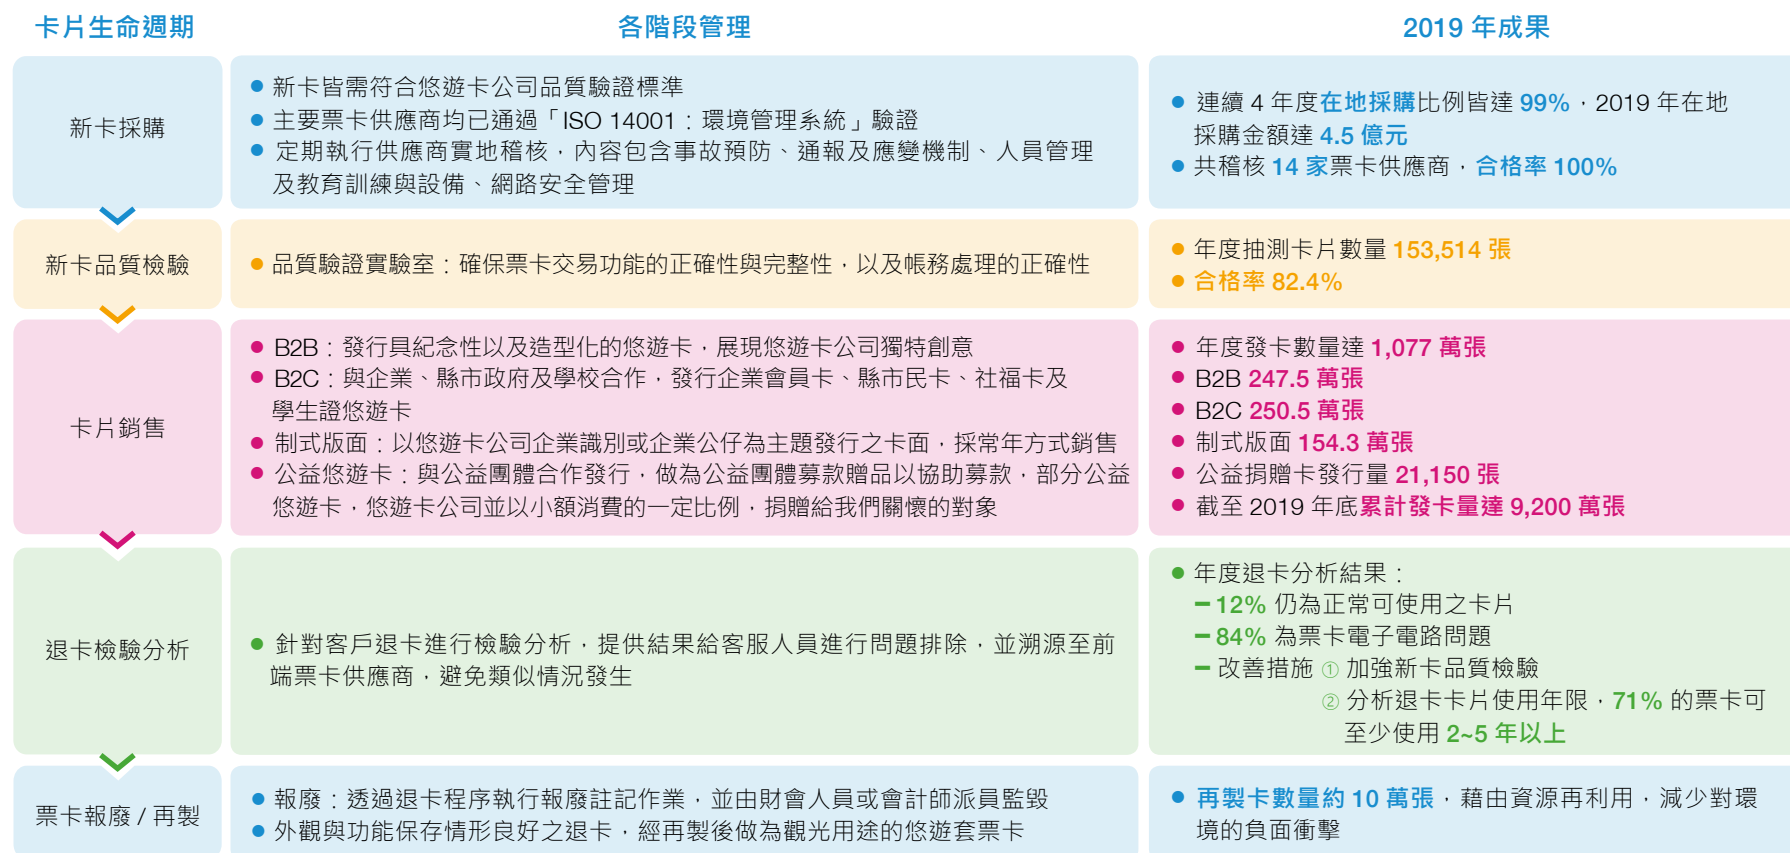 卡片生命週期
各階段管理
2019 年成果
新卡採購
● 新卡皆需符合悠遊卡公司品質驗證標準
● 主要票卡供應商均已通過「ISO 14001：環境管理系統」驗證
● 定期執行供應商實地稽核，內容包含事故預防、通報及應變機制、人員管理
及教育訓練與設備、網路安全管理
● 連續 4 年度在地採購比例皆達 99%，2019 年在地
採購金額達 4.5 億元
● 共稽核 14 家票卡供應商，合格率 100%
新卡品質檢驗
● 品質驗證實驗室：確保票卡交易功能的正確性與完整性，以及帳務處理的正確性
● 年度抽測卡片數量 153,514 張
● 合格率 82.4%
卡片銷售
● B2B：發行具紀念性以及造型化的悠遊卡，展現悠遊卡公司獨特創意
● B2C：與企業、縣市政府及學校合作，發行企業會員卡、縣市民卡、社福卡及
學生證悠遊卡
● 制式版面：以悠遊卡公司企業識別或企業公仔為主題發行之卡面，採常年方式銷售
● 公益悠遊卡：與公益團體合作發行，做為公益團體募款贈品以協助募款，部分公益
悠遊卡，悠遊卡公司並以小額消費的一定比例，捐贈給我們關懷的對象
● 年度發卡數量達 1,077 萬張
● B2B 247.5 萬張
● B2C 250.5 萬張
● 制式版面 154.3 萬張
● 公益捐贈卡發行量 21,150 張
● 截至 2019 年底累計發卡量達 9,200 萬張
退卡檢驗分析
● 針對客戶退卡進行檢驗分析，提供結果給客服人員進行問題排除，並溯源至前
端票卡供應商，避免類似情況發生
● 年度退卡分析結果：
– 12% 仍為正常可使用之卡片
– 84% 為票卡電子電路問題
– 改善措施 ① 加強新卡品質檢驗
② 分析退卡卡片使用年限，71% 的票卡可
至少使用 2~5 年以上
票卡報廢 / 再製
● 報廢：透過退卡程序執行報廢註記作業，並由財會人員或會計師派員監毀
● 外觀與功能保存情形良好之退卡，經再製後做為觀光用途的悠遊套票卡
● 再製卡數量約 10 萬張，藉由資源再利用，減少對環
境的負面衝擊